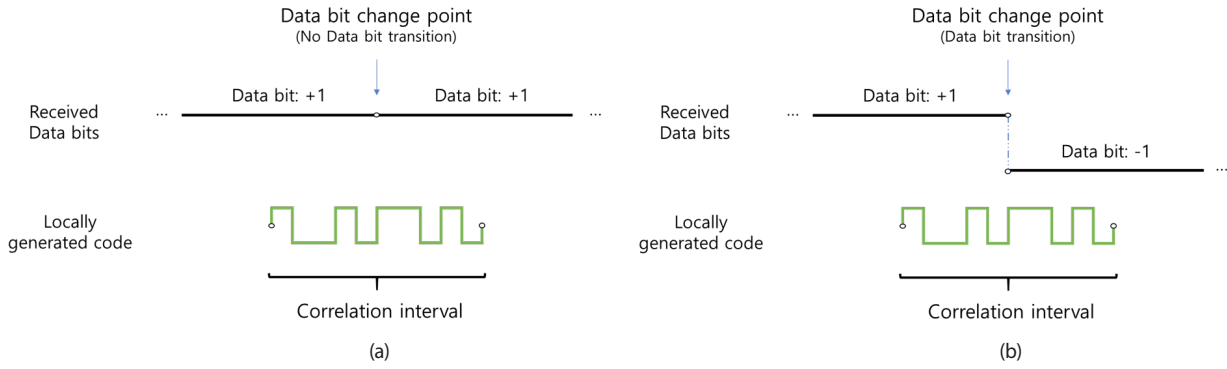 Data bit change point
(No Data bit transition)
Data bit: +1
Data bit: +1
Received
Data bits
...
...
Locally
generated code
Correlation interval
(a)
Data bit change point
(Data bit transition)
Data bit: +1
Received
Data bits
...
Data bit: -1
...
Locally
generated code
Correlation interval
(b)